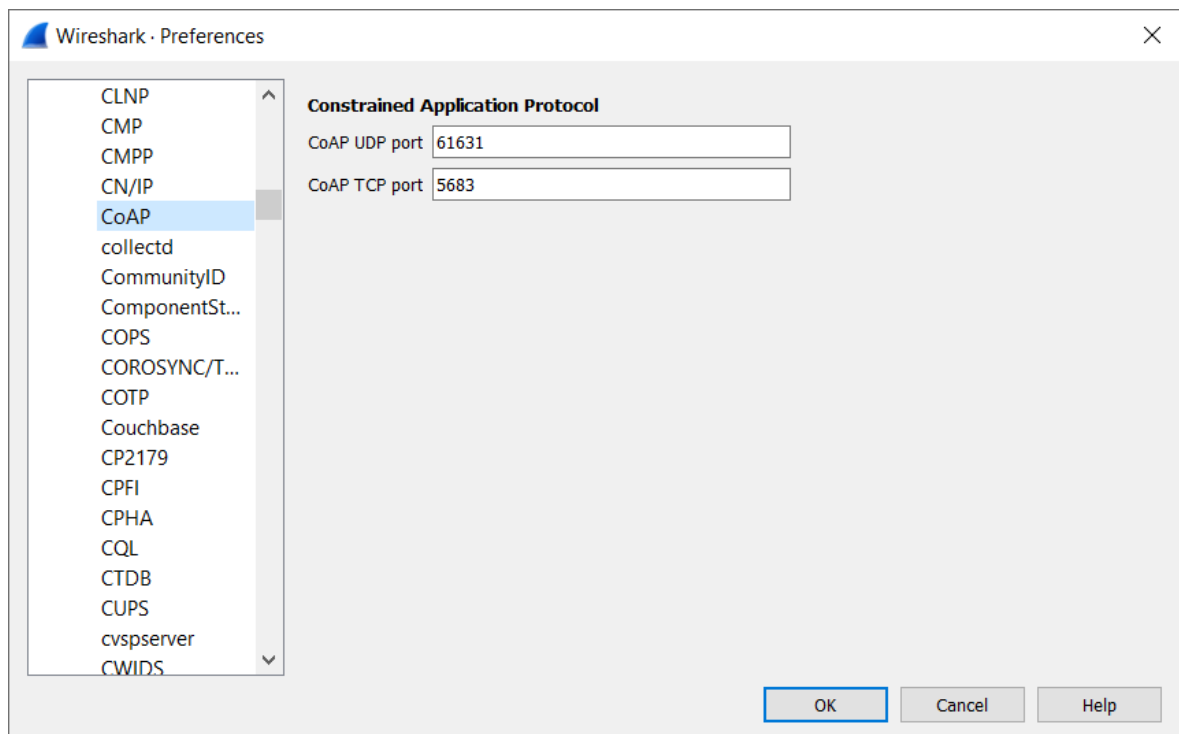 Wireshark · Preferences
CLNP
CMP
CMPP
CN/IP
CoAP
collectd
CommunityID
ComponentSt...
COPS
COROSYNC/T...
COTP
Couchbase
CP2179
CPFI
CPHA
CQL
CTDB
CUPS
cvspserver
CWIDS
Constrained Application Protocol
CoAP UDP port 61631
CoAP TCP port 5683
OK Cancel Help